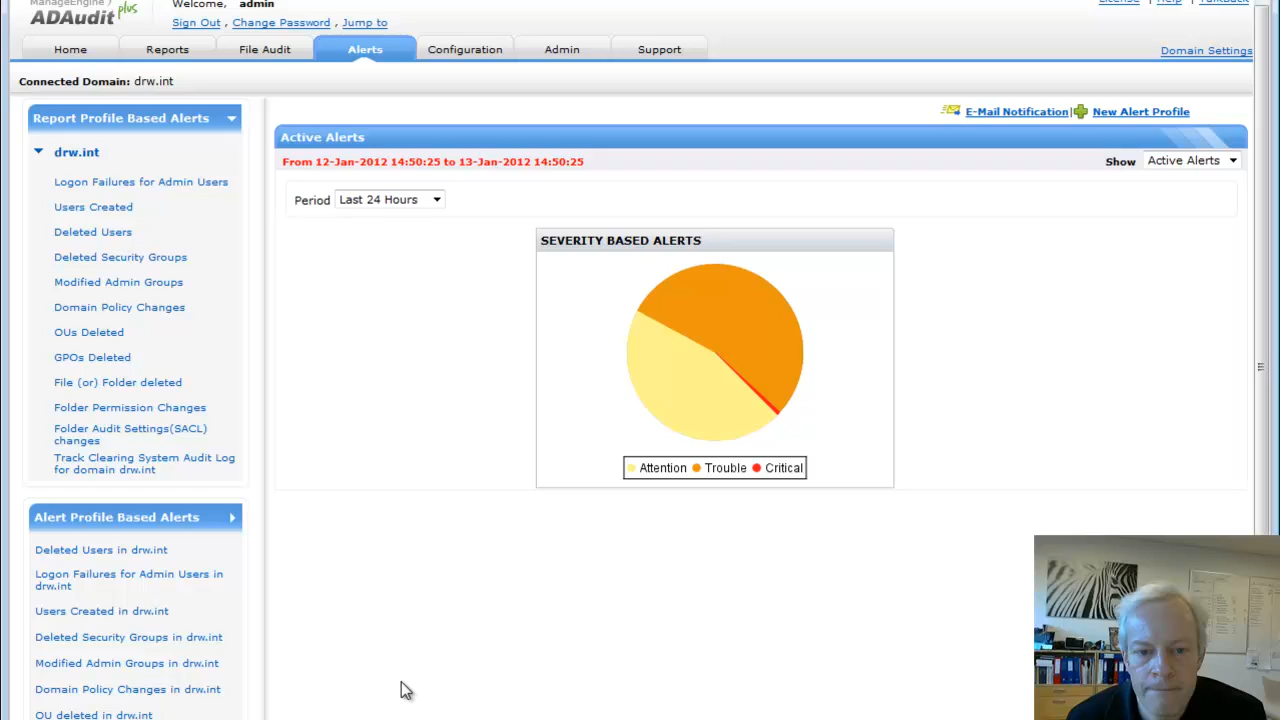 ManageEngine
ADAudit plus
Welcome, admin
Sign Out , Change Password , Jump to
License | Help | TalkBack
Home
Reports
File Audit
Alerts
Configuration
Admin
Support
Domain Settings
Connected Domain: drw.int
Report Profile Based Alerts
drw.int
Logon Failures for Admin Users
Users Created
Deleted Users
Deleted Security Groups
Modified Admin Groups
Domain Policy Changes
OUs Deleted
GPOs Deleted
File (or) Folder deleted
Folder Permission Changes
Folder Audit Settings(SACL)
changes
Track Clearing System Audit Log
for domain drw.int
Alert Profile Based Alerts
Deleted Users in drw.int
Logon Failures for Admin Users in
drw.int
Users Created in drw.int
Deleted Security Groups in drw.int
Modified Admin Groups in drw.int
Domain Policy Changes in drw.int
OU deleted in drw.int
E-Mail Notification | New Alert Profile
Active Alerts
From 12-Jan-2012 14:50:25 to 13-Jan-2012 14:50:25
Show Active Alerts
Period Last 24 Hours
SEVERITY BASED ALERTS
Attention Trouble Critical